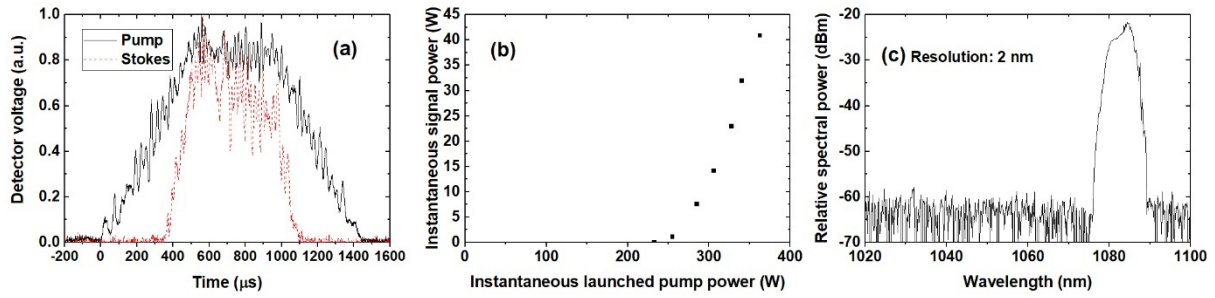 1.0
0.8
0.6
0.4
0.2
0.0
Detector voltage (a.u.)
Pump
Stokes
(a)
-200 0 200 400 600 800 1000 1200 1400 1600
Time (μs)
45
40
35
30
25
20
15
10
5
0
Instantaneous signal power (W)
(b)
0 100 200 300 400
Instantaneous launched pump power (W)
-20
-30
-40
-50
-60
-70
Relative spectral power (dBm)
(c) Resolution: 2 nm
1020 1040 1060 1080 1100
Wavelength (nm)